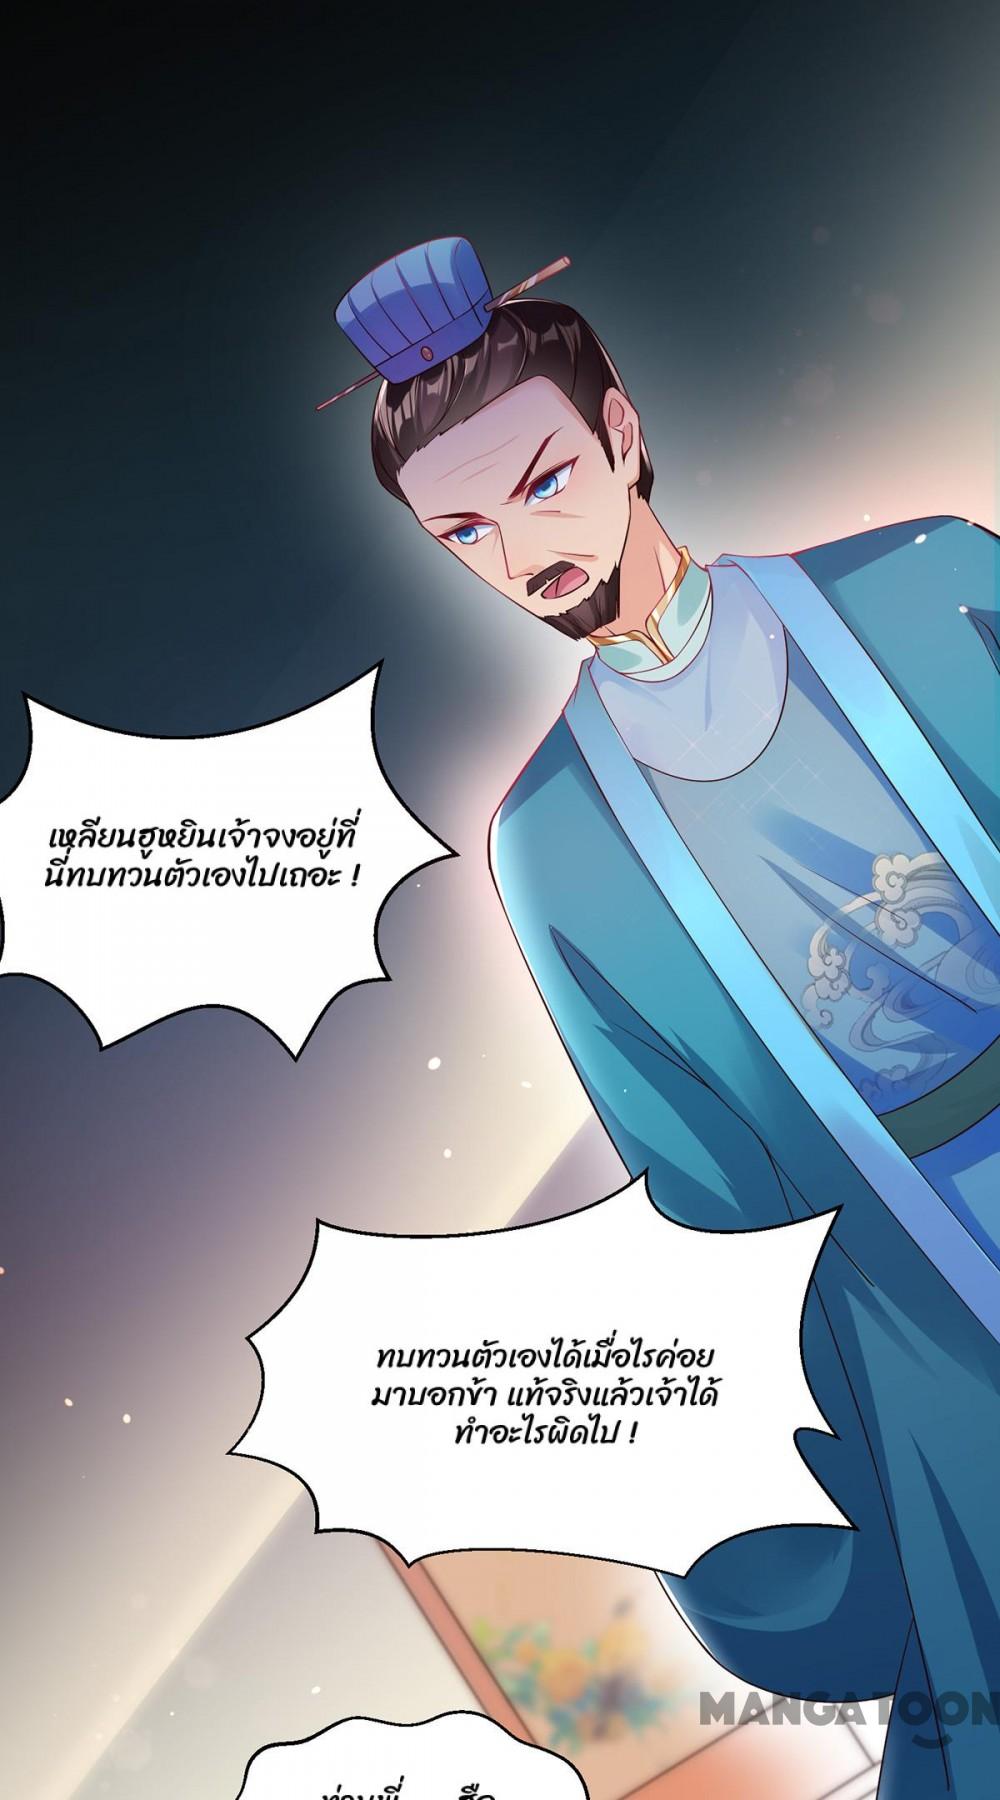 เหลียนฮูหยินเจ้าจงอยู่ที่
นี่ทบทวนตัวเองไปเถอะ !
ทบทวนตัวเองได้เมื่อไรค่อย
มาบอกข้า แท้จริงแล้วเจ้าได้
ทำอะไรผิดไป !
MANGATOON
ท่านพี่